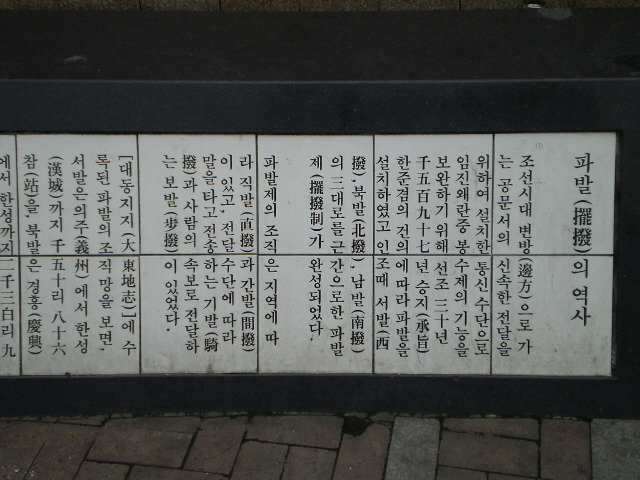 파발(擺撥)의 역사
조선시대 변방(邊方)으로 가
는 공문서의 신속한 전달을
위하여 설치한 통신수단으로
임진왜란중 봉수제의 기능을
보완하기 위해 선조 三十년
千五百九十七년 승지(承旨)
한준겸의 건의에 따라 파발을
설치하였고 인조때 서발(西
撥), 북발(北撥), 남발(南撥)
의 三대로를 근간으로한 파발
제(擺撥制)가 완성되었다.
파발제의 조직은 지역에 따
라 직발(直撥)과 간발(間撥)
이 있고, 전달수단에 따라
말을 타고 전송하는 기발(騎
撥)과 사람의 속보로 전달하
는 보발(步撥)이 있었다.
[대동지지(大東地志)]에 수
록된 파발의 조직망을 보면,
서발은 의주(義州)에서 한성
(漢城)까지 千五十리 八十六
참(站)을, 북발은 경흥(慶興)
에서 한성까지 二千三百리 九